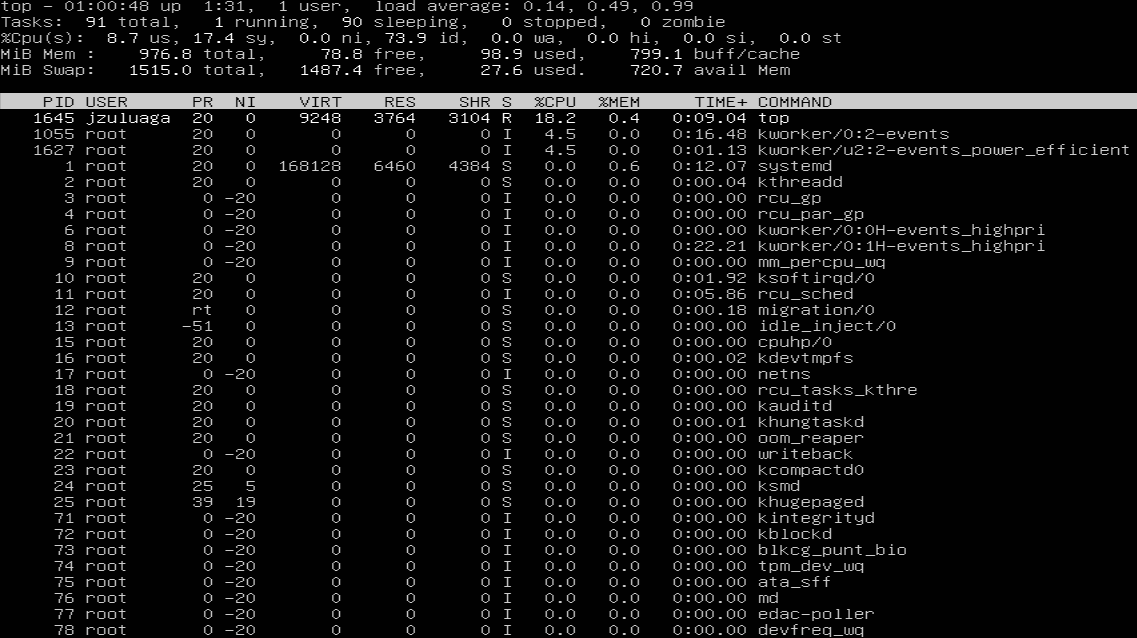 top - 01:00:48 up  1:31,  1 user,  load average: 0.14, 0.49, 0.99
Tasks:  91 total,   1 running,  90 sleeping,   0 stopped,   0 zombie
%Cpu(s):  8.7 us, 17.4 sy,  0.0 ni, 73.9 id,  0.0 wa,  0.0 hi,  0.0 si,  0.0 st
MiB Mem :    976.8 total,     78.8 free,     98.9 used,    799.1 buff/cache
MiB Swap:   1515.0 total,   1487.4 free,     27.6 used.    720.7 avail Mem
PID USER      PR  NI    VIRT    RES    SHR S  %CPU  %MEM     TIME+ COMMAND
1645 jzuluaga  20   0    9248   3764   3104 R  18.2   0.4   0:09.04 top
1055 root      20   0       0      0      0 I   4.5   0.0   0:16.48 kworker/0:2-events
1627 root      20   0       0      0      0 I   4.5   0.0   0:01.13 kworker/u2:2-events_power_efficient
1 root      20   0  168128   6460   4384 S   0.0   0.6   0:12.07 systemd
2 root      20   0       0      0      0 S   0.0   0.0   0:00.04 kthreadd
3 root       0 -20       0      0      0 I   0.0   0.0   0:00.00 rcu_gp
4 root       0 -20       0      0      0 I   0.0   0.0   0:00.00 rcu_par_gp
6 root       0 -20       0      0      0 I   0.0   0.0   0:00.00 kworker/0:0H-events_highpri
8 root       0 -20       0      0      0 I   0.0   0.0   0:22.21 kworker/0:1H-events_highpri
9 root       0 -20       0      0      0 I   0.0   0.0   0:00.00 mm_percpu_wq
10 root      20   0       0      0      0 S   0.0   0.0   0:01.92 ksoftirqd/0
11 root      20   0       0      0      0 I   0.0   0.0   0:05.86 rcu_sched
12 root      rt   0       0      0      0 S   0.0   0.0   0:00.18 migration/0
13 root     -51   0       0      0      0 S   0.0   0.0   0:00.00 idle_inject/0
15 root      20   0       0      0      0 S   0.0   0.0   0:00.00 cpuhp/0
16 root      20   0       0      0      0 S   0.0   0.0   0:00.02 kdevtmpfs
17 root       0 -20       0      0      0 I   0.0   0.0   0:00.00 netns
18 root      20   0       0      0      0 S   0.0   0.0   0:00.00 rcu_tasks_kthre
19 root      20   0       0      0      0 S   0.0   0.0   0:00.00 kauditd
20 root      20   0       0      0      0 S   0.0   0.0   0:00.01 khungtaskd
21 root      20   0       0      0      0 S   0.0   0.0   0:00.00 oom_reaper
22 root       0 -20       0      0      0 I   0.0   0.0   0:00.00 writeback
23 root      20   0       0      0      0 S   0.0   0.0   0:00.00 kcompactd0
24 root      25   5       0      0      0 S   0.0   0.0   0:00.00 ksmd
25 root      39  19       0      0      0 S   0.0   0.0   0:00.00 khugepaged
71 root       0 -20       0      0      0 I   0.0   0.0   0:00.00 kintegrityd
72 root       0 -20       0      0      0 I   0.0   0.0   0:00.00 kblockd
73 root       0 -20       0      0      0 I   0.0   0.0   0:00.00 blkcg_punt_bio
74 root       0 -20       0      0      0 I   0.0   0.0   0:00.00 tpm_dev_wq
75 root       0 -20       0      0      0 I   0.0   0.0   0:00.00 ata_sff
76 root       0 -20       0      0      0 I   0.0   0.0   0:00.00 md
77 root       0 -20       0      0      0 I   0.0   0.0   0:00.00 edac-poller
78 root       0 -20       0      0      0 I   0.0   0.0   0:00.00 devfreq_wq